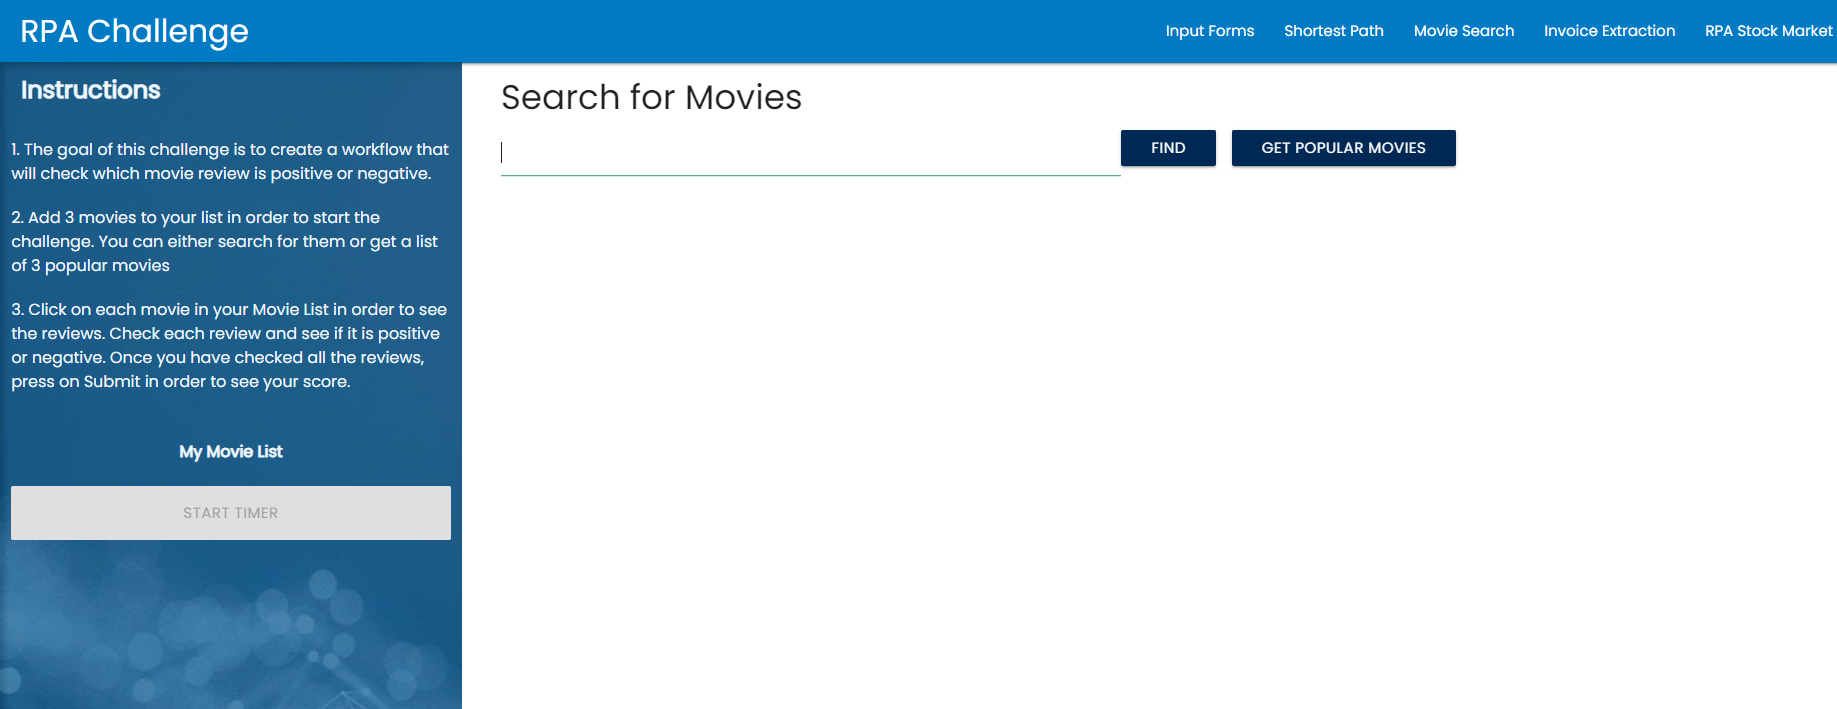 RPA Challenge
Input Forms
Shortest Path
Movie Search
Invoice Extraction
RPA Stock Market
Instructions
1. The goal of this challenge is to create a workflow that
will check which movie review is positive or negative.
2. Add 3 movies to your list in order to start the
challenge. You can either search for them or get a list
of 3 popular movies
3. Click on each movie in your Movie List in order to see
the reviews. Check each review and see if it is positive
or negative. Once you have checked all the reviews,
press on Submit in order to see your score.
My Movie List
START TIMER
Search for Movies
FIND
GET POPULAR MOVIES